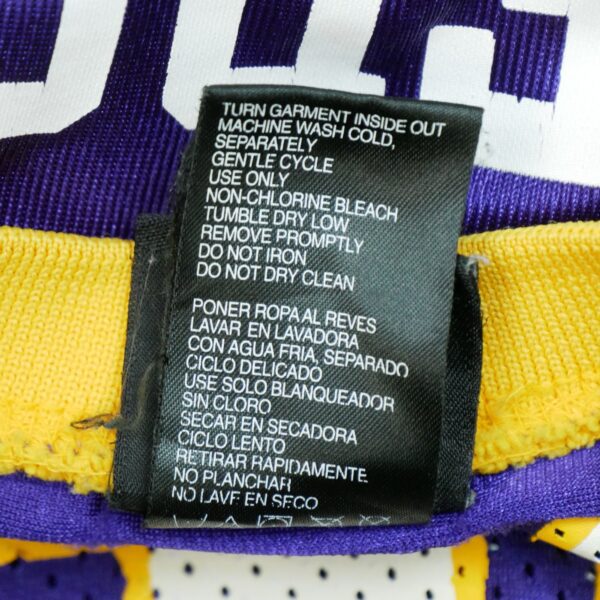 TURN GARMENT INSIDE OUT
MACHINE WASH COLD,
SEPARATELY
GENTLE CYCLE
USE ONLY
NON-CHLORINE BLEACH
TUMBLE DRY LOW
REMOVE PROMPTLY
DO NOT IRON
DO NOT DRY CLEAN
PONER ROPA AL REVES
LAVAR EN LAVADORA
CON AGUA FRIA, SEPARADO
CICLO DELICADO
USE SOLO BLANQUEADOR
SIN CLORO
SECAR EN SECADORA
CICLO LENTO
RETIRAR RAPIDAMENTE
NO PLANCHAR
NO LAVE EN SECO